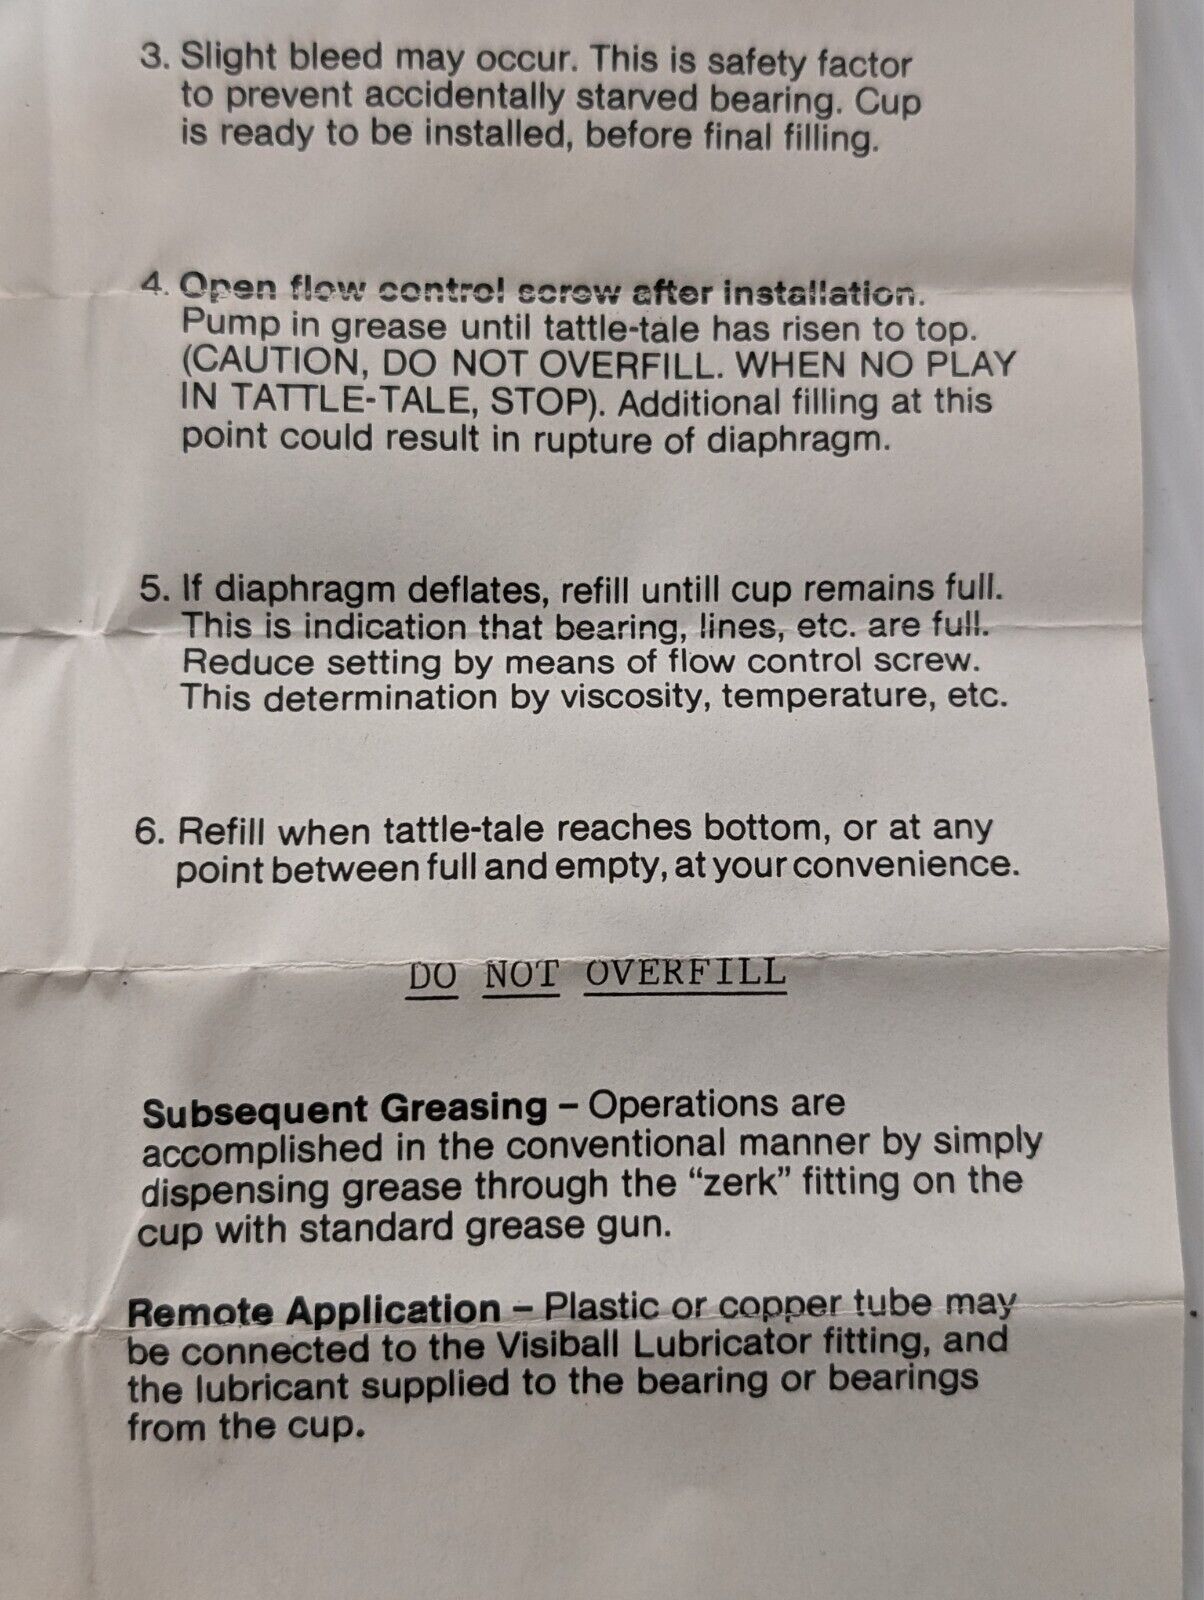 3. Slight bleed may occur. This is safety factor
to prevent accidentally starved bearing. Cup
is ready to be installed, before final filling.
4. Open flow control screw after installation.
Pump in grease until tattle-tale has risen to top.
(CAUTION, DO NOT OVERFILL. WHEN NO PLAY
IN TATTLE-TALE, STOP). Additional filling at this
point could result in rupture of diaphragm.
5. If diaphragm deflates, refill untill cup remains full.
This is indication that bearing, lines, etc. are full.
Reduce setting by means of flow control screw.
This determination by viscosity, temperature, etc.
6. Refill when tattle-tale reaches bottom, or at any
point between full and empty, at your convenience.
DO NOT OVERFILL
Subsequent Greasing – Operations are
accomplished in the conventional manner by simply
dispensing grease through the “zerk” fitting on the
cup with standard grease gun.
Remote Application – Plastic or copper tube may
be connected to the Visiball Lubricator fitting, and
the lubricant supplied to the bearing or bearings
from the cup.